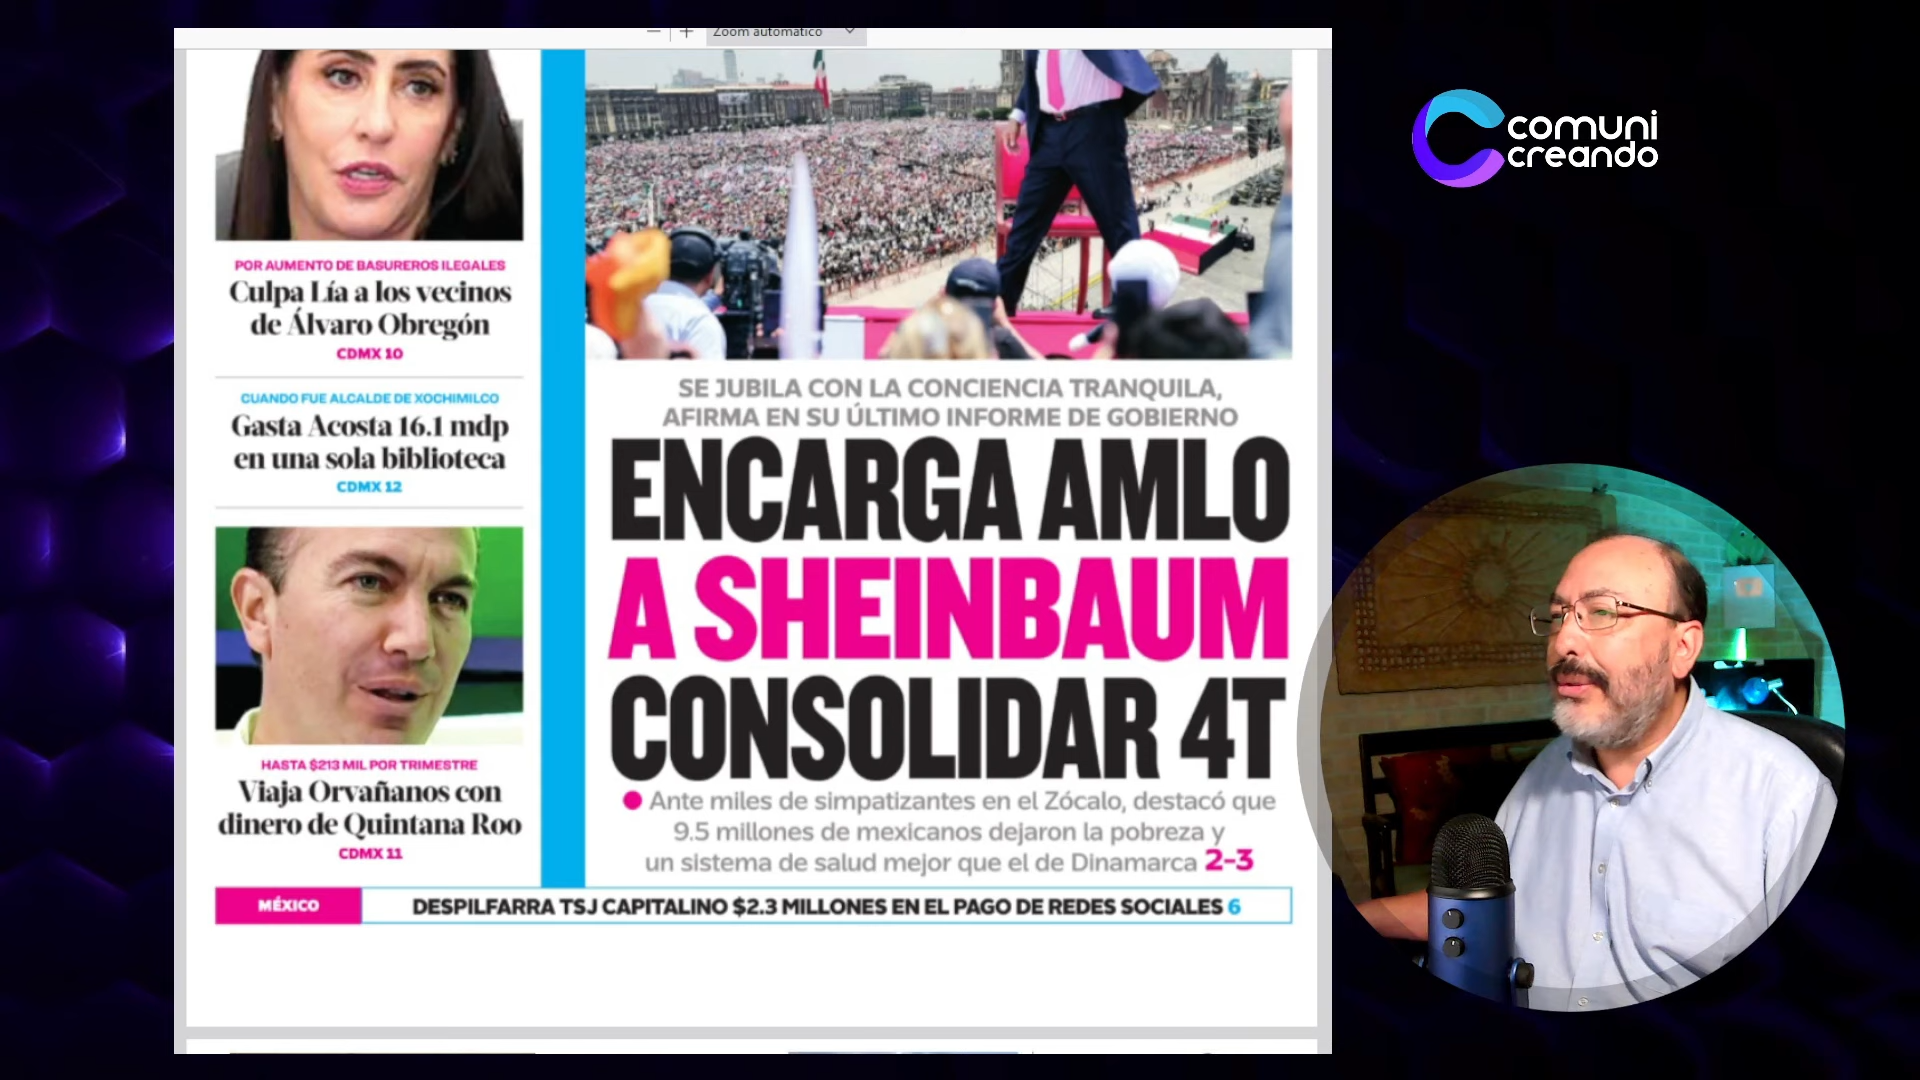 Zoom automático
comuni
creando
POR AUMENTO DE BASUREROS ILEGALES
Culpa Lía a los vecinos
de Álvaro Obregón
CDMX 10
CUANDO FUE ALCALDE DE XOCHIMILCO
Gasta Acosta 16.1 mdp
en una sola biblioteca
CDMX 12
HASTA $213 MIL POR TRIMESTRE
Viaja Orvañanos con
dinero de Quintana Roo
CDMX 11
SE JUBILA CON LA CONCIENCIA TRANQUILA,
AFIRMA EN SU ÚLTIMO INFORME DE GOBIERNO
ENCARGA AMLO
A SHEINBAUM
CONSOLIDAR 4T
Ante miles de simpatizantes en el Zócalo, destacó que
9.5 millones de mexicanos dejaron la pobreza y
un sistema de salud mejor que el de Dinamarca 2-3
MÉXICO
DESPILFARRA TSJ CAPITALINO $2.3 MILLONES EN EL PAGO DE REDES SOCIALES 6